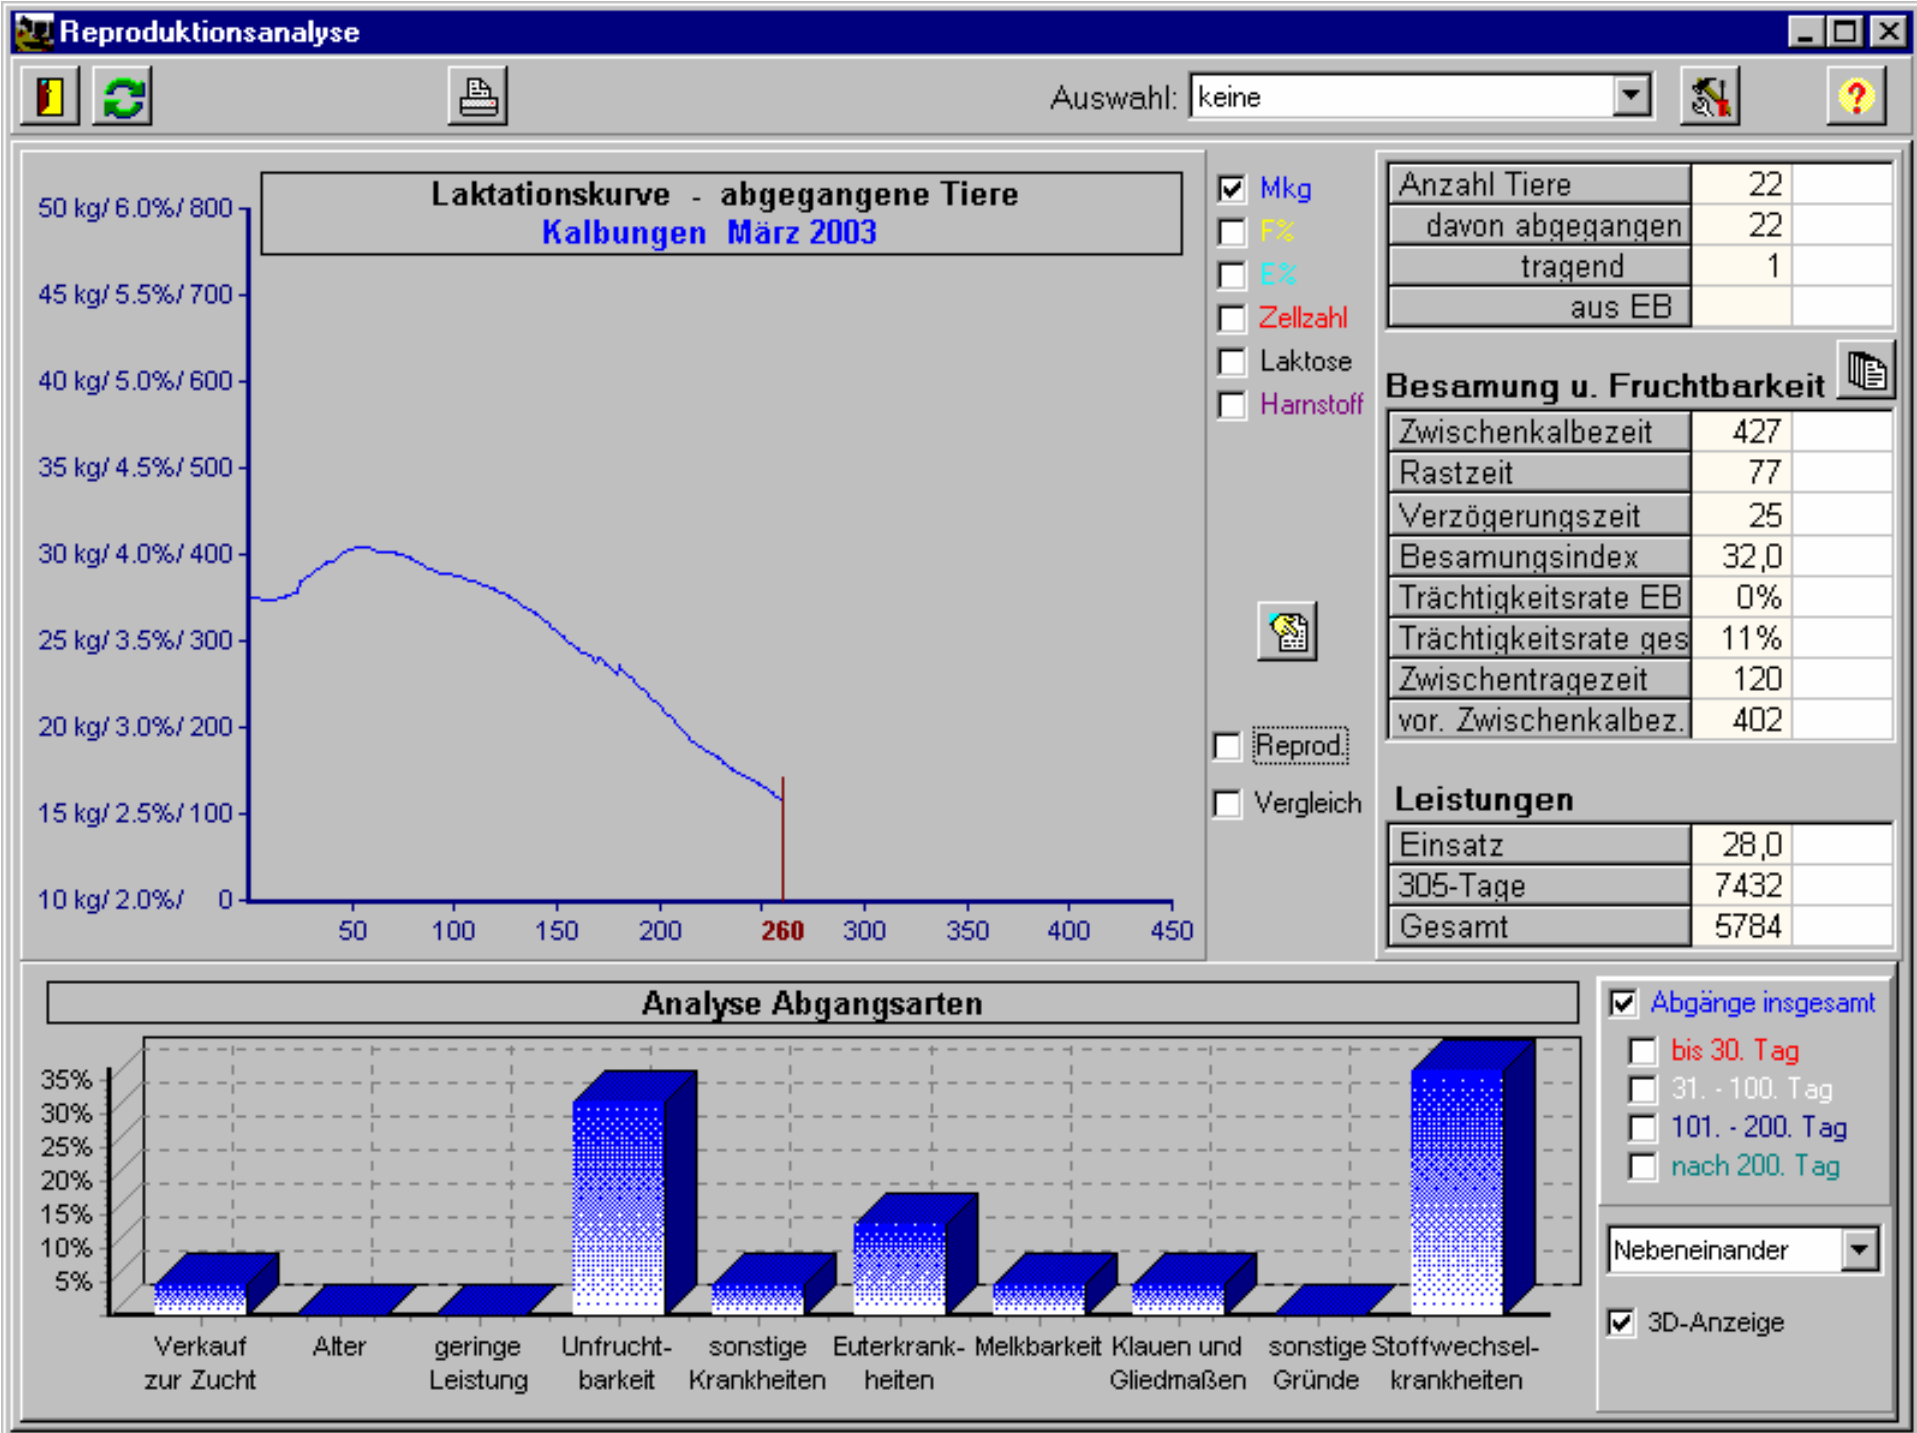 Reproduktionsanalyse
Auswahl: keine
Laktationskurve - abgegangene Tiere
Kalbungen März 2003
50 kg/ 6.0%/ 800
45 kg/ 5.5%/ 700
40 kg/ 5.0%/ 600
35 kg/ 4.5%/ 500
30 kg/ 4.0%/ 400
25 kg/ 3.5%/ 300
20 kg/ 3.0%/ 200
15 kg/ 2.5%/ 100
10 kg/ 2.0%/ 0
50 100 150 200 260 300 350 400 450
Mkg
F%
E%
Zellzahl
Laktose
Harnstoff
Reprod.
Vergleich
Anzahl Tiere 22
davon abgegangen 22
tragend 1
aus EB
Besamung u. Fruchtbarkeit
Zwischenkalbezeit 427
Rastzeit 77
Verzögerungszeit 25
Besamungsindex 32,0
Trächtigkeitsrate EB 0%
Trächtigkeitsrate ges 11%
Zwischentragezeit 120
vor. Zwischenkalbez. 402
Leistungen
Einsatz 28,0
305-Tage 7432
Gesamt 5784
Analyse Abgangsarten
35%
30%
25%
20%
15%
10%
5%
Verkauf
zur Zucht
Alter
geringe
Leistung
Unfrucht-
barkeit
sonstige
Krankheiten
Euterkrank-
heiten
Melkbarkeit
Klauen und
Gliedmaßen
sonstige
Gründe
Stoffwechsel-
krankheiten
Abgänge insgesamt
bis 30. Tag
31. - 100. Tag
101. - 200. Tag
nach 200. Tag
Nebeneinander
3D-Anzeige